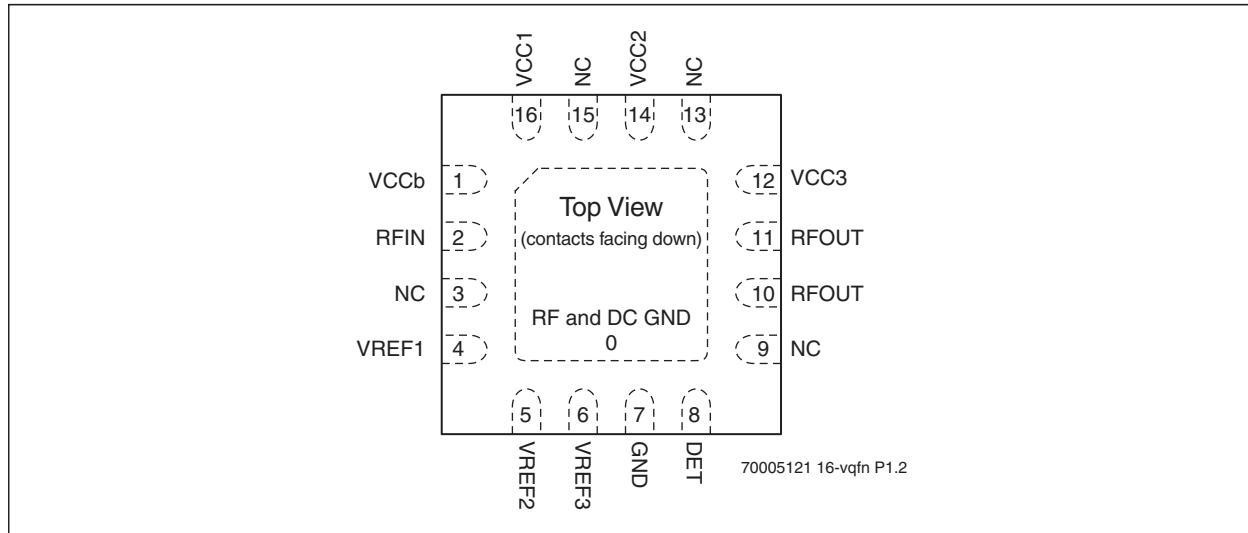 VCC1
NC
VCC2
NC
16
15
14
13
VCCb 1
12 VCC3
Top View
RFIN 2
(contacts facing down)
11 RFOUT
NC 3
10 RFOUT
RF and DC GND
VREF1 4
0
9 NC
5
6
7
8
VREF2
VREF3
GND
DET
70005121 16-vqfn P1.2